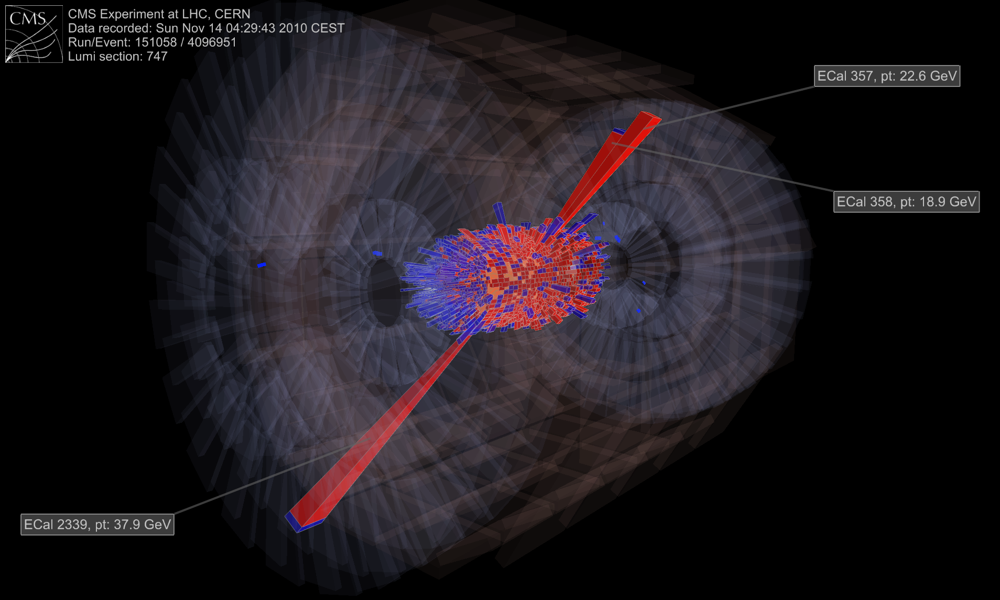 CMS
CMS Experiment at LHC, CERN
Data recorded: Sun Nov 14 04:29:43 2010 CEST
Run/Event: 151058 / 4096951
Lumi section: 747
ECal 357, pt: 22.6 GeV
ECal 358, pt: 18.9 GeV
ECal 2339, pt: 37.9 GeV